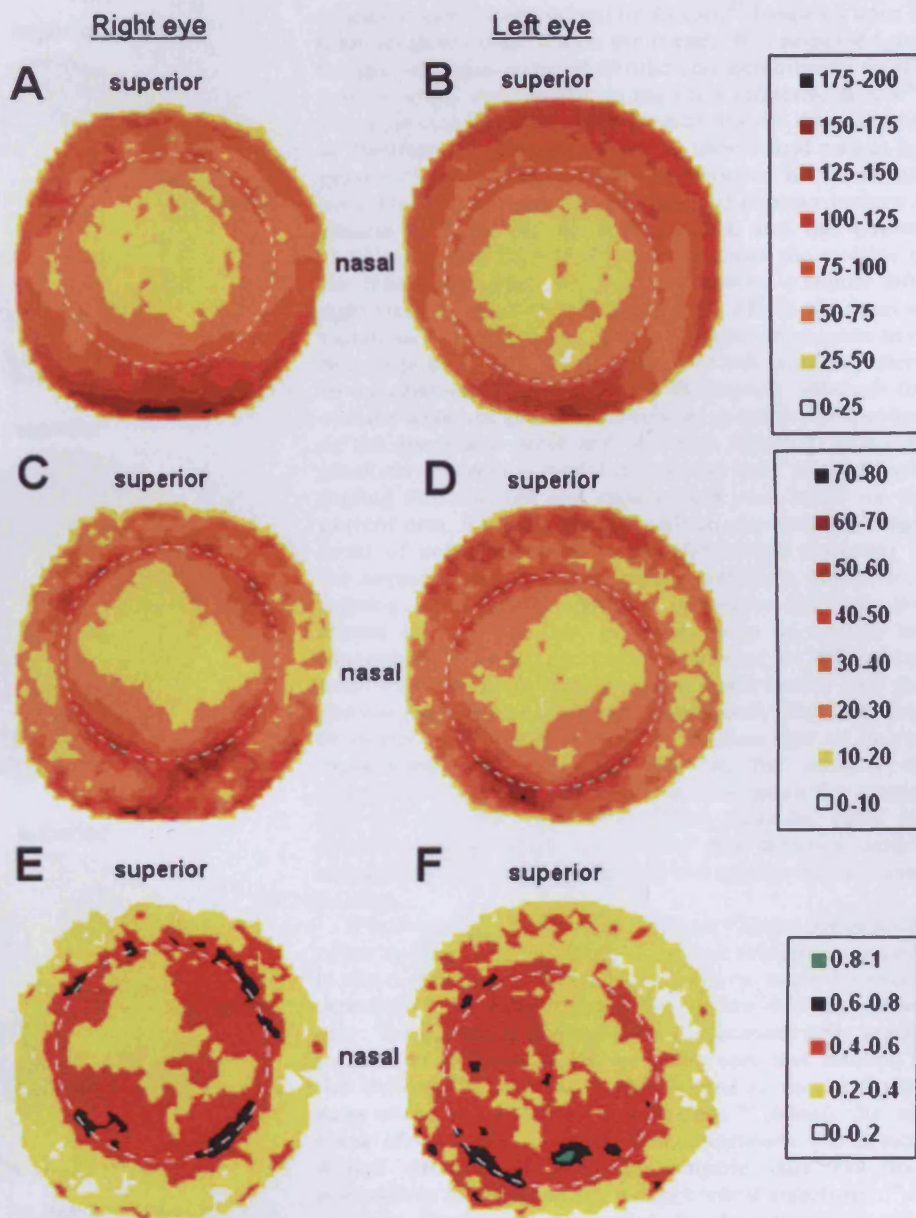 Right eye
Left eye
A
superior
B
superior
175-200
150-175
125-150
100-125
75-100
50-75
25-50
0-25
nasal
C
superior
D
superior
70-80
60-70
50-60
40-50
30-40
20-30
10-20
0-10
nasal
E
superior
F
superior
0.8-1
0.6-0.8
0.4-0.6
0.2-0.4
0-0.2
nasal